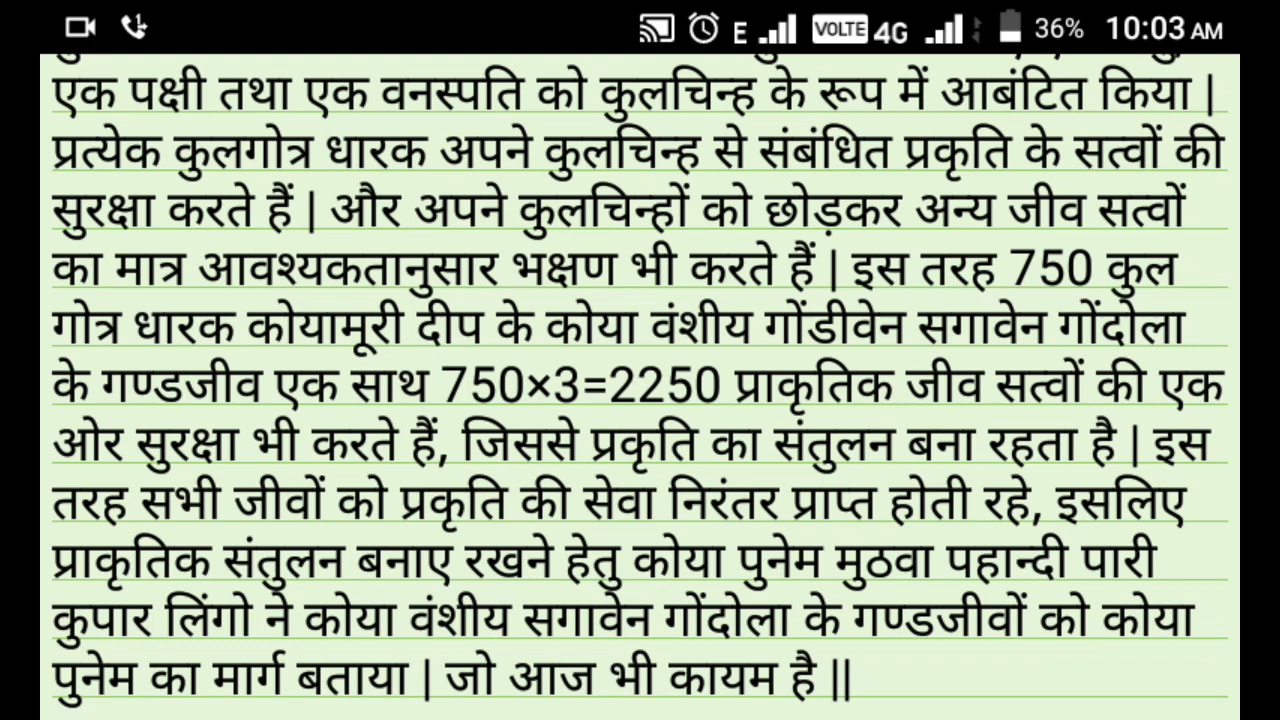 E VOLTE 4G 36% 10:03 AM
एक पक्षी तथा एक वनस्पति को कुलचिन्ह के रूप में आबंटित किया |
प्रत्येक कुलगोत्र धारक अपने कुलचिन्ह से संबंधित प्रकृति के सत्वों की
सुरक्षा करते हैं | और अपने कुलचिन्हों को छोड़कर अन्य जीव सत्वों
का मात्र आवश्यकतानुसार भक्षण भी करते हैं | इस तरह 750 कुल
गोत्र धारक कोयामूरी दीप के कोया वंशीय गोंडीवेन सगावेन गोंदोला
के गण्डजीव एक साथ 750×3=2250 प्राकृतिक जीव सत्वों की एक
ओर सुरक्षा भी करते हैं, जिससे प्रकृति का संतुलन बना रहता है | इस
तरह सभी जीवों को प्रकृति की सेवा निरंतर प्राप्त होती रहे, इसलिए
प्राकृतिक संतुलन बनाए रखने हेतु कोया पुनेम मुठवा पहान्दी पारी
कुपार लिंगो ने कोया वंशीय सगावेन गोंदोला के गण्डजीवों को कोया
पुनेम का मार्ग बताया | जो आज भी कायम है ||